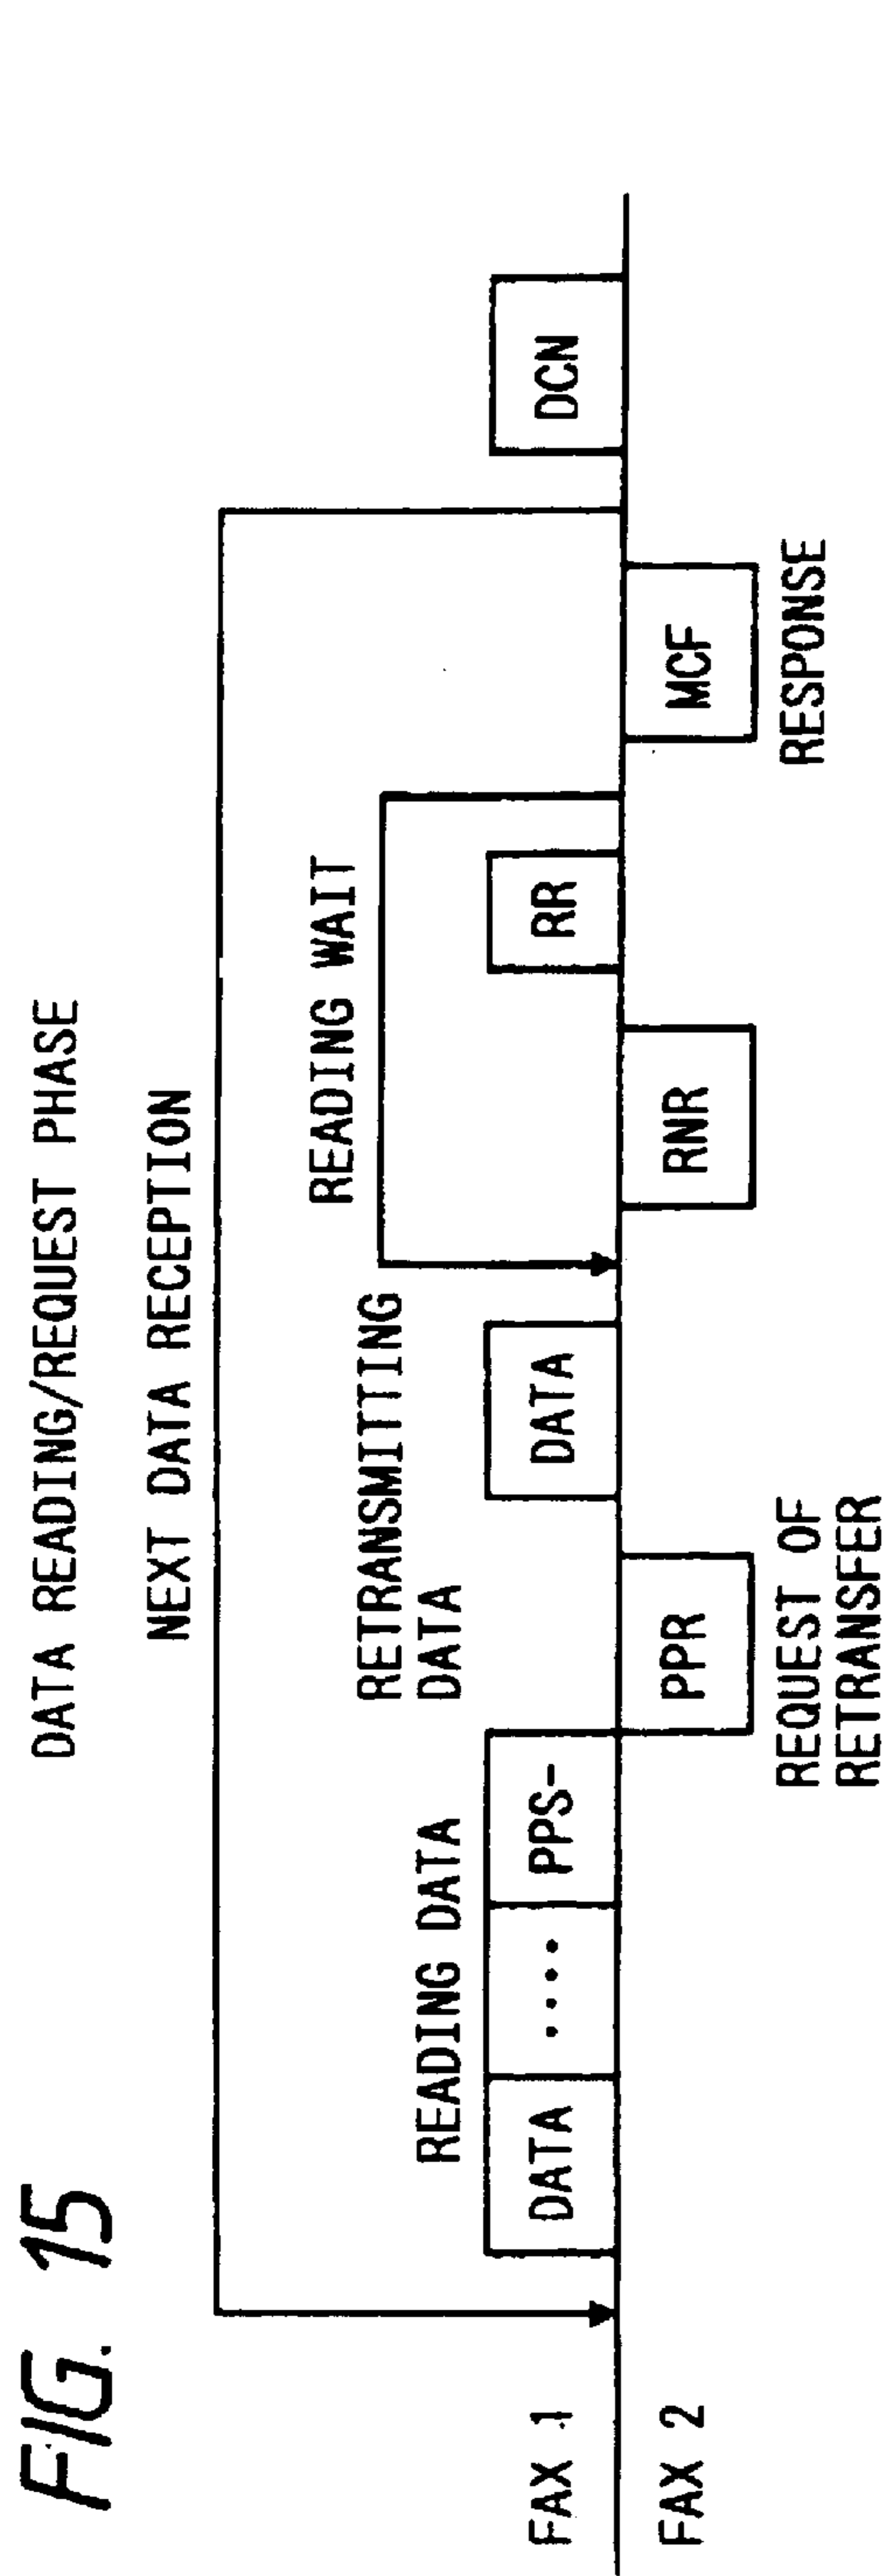 FIG. 15
DATA READING/REQUEST PHASE
NEXT DATA RECEPTION
READING WAIT
RETRANSMITTING
DATA
READING DATA
FAX 1
DATA
....
PPS-
DATA
RR
DCN
FAX 2
PPR
RNR
MCF
REQUEST OF
RETRANSFER
RESPONSE